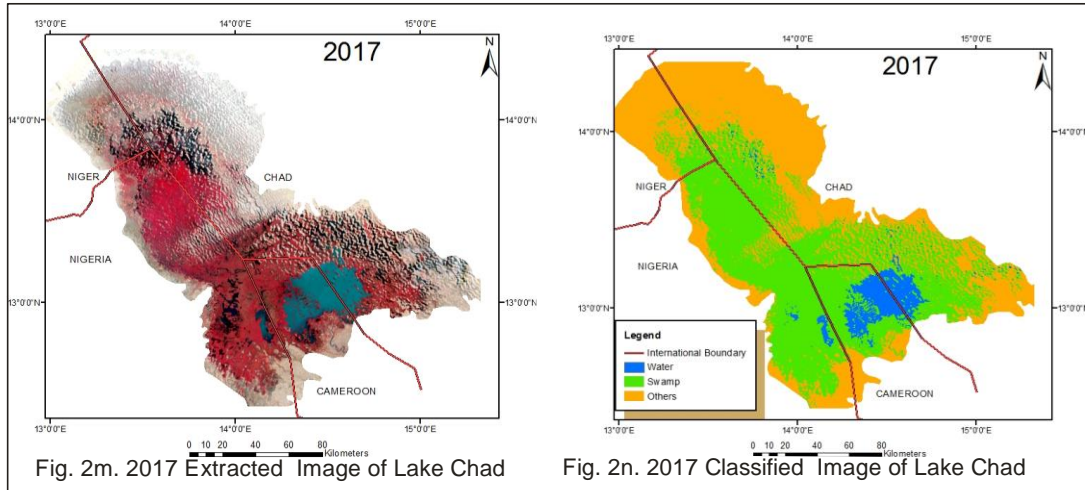 13°0'0"E
14°0'0"E
15°0'0"E
2017
N
14°0'0"N
14°0'0"N
NIGER
CHAD
NIGERIA
13°0'0"N
13°0'0"N
CAMEROON
13°0'0"E
14°0'0"E
15°0'0"E
0 10 20 40 60 80
Kilometers
Fig. 2m. 2017 Extracted Image of Lake Chad
13°0'0"E
14°0'0"E
15°0'0"E
2017
N
14°0'0"N
14°0'0"N
NIGER
CHAD
NIGERIA
13°0'0"N
13°0'0"N
Legend
International Boundary
Water
Swamp
Others
CAMEROON
13°0'0"E
14°0'0"E
15°0'0"E
0 10 20 40 60 80
Kilometers
Fig. 2n. 2017 Classified Image of Lake Chad